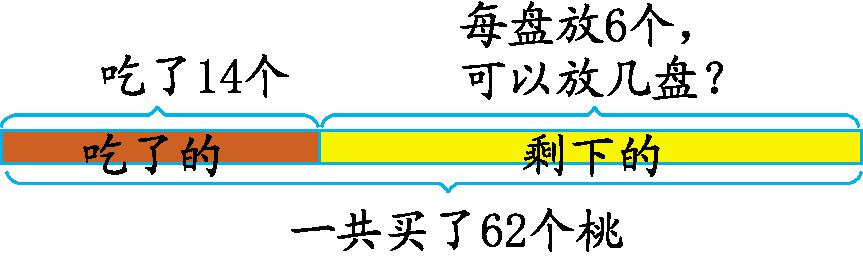 每盘放6个,
吃了14个
可以放几盘?
吃了的
剩下的
一共买了62个桃